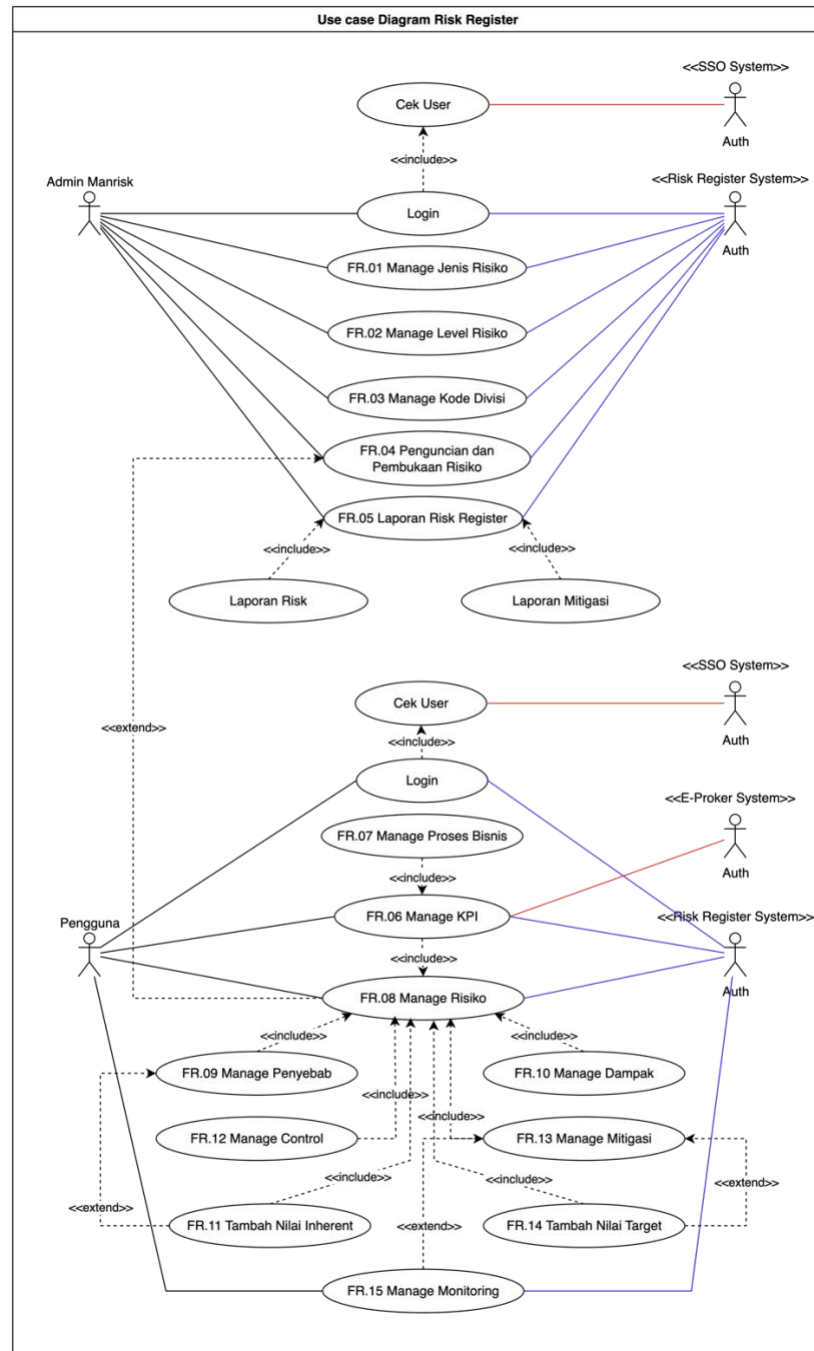 Use case Diagram Risk Register
<<SSO System>>
Cek User
Auth
<<include>>
Admin Manrisk
<<Risk Register System>>
Login
Auth
FR.01 Manage Jenis Risiko
FR.02 Manage Level Risiko
FR.03 Manage Kode Divisi
FR.04 Penguncian dan
Pembukaan Risiko
FR.05 Laporan Risk Register
<<include>>
<<include>>
Laporan Risk
Laporan Mitigasi
<<SSO System>>
Cek User
Auth
<<extend>>
<<include>>
Login
<<E-Proker System>>
FR.07 Manage Proses Bisnis
Auth
<<include>>
Pengguna
FR.06 Manage KPI
<<Risk Register System>>
<<include>>
Auth
FR.08 Manage Risiko
<<include>>
<<include>>
FR.09 Manage Penyebab
FR.10 Manage Dampak
<<include>>
<<include>>
FR.12 Manage Control
FR.13 Manage Mitigasi
<<include>>
<<include>>
<<extend>>
<<extend>>
<<extend>>
FR.11 Tambah Nilai Inherent
FR.14 Tambah Nilai Target
FR.15 Manage Monitoring